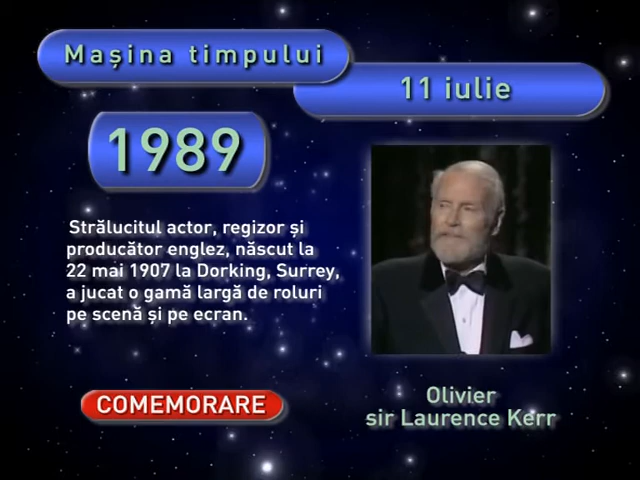 Mașina timpului
11 iulie
1989
Strălucitul actor, regizor și
producător englez, născut la
22 mai 1907 la Dorking, Surrey,
a jucat o gamă largă de roluri
pe scenă și pe ecran.
COMEMORARE
Olivier
sir Laurence Kerr